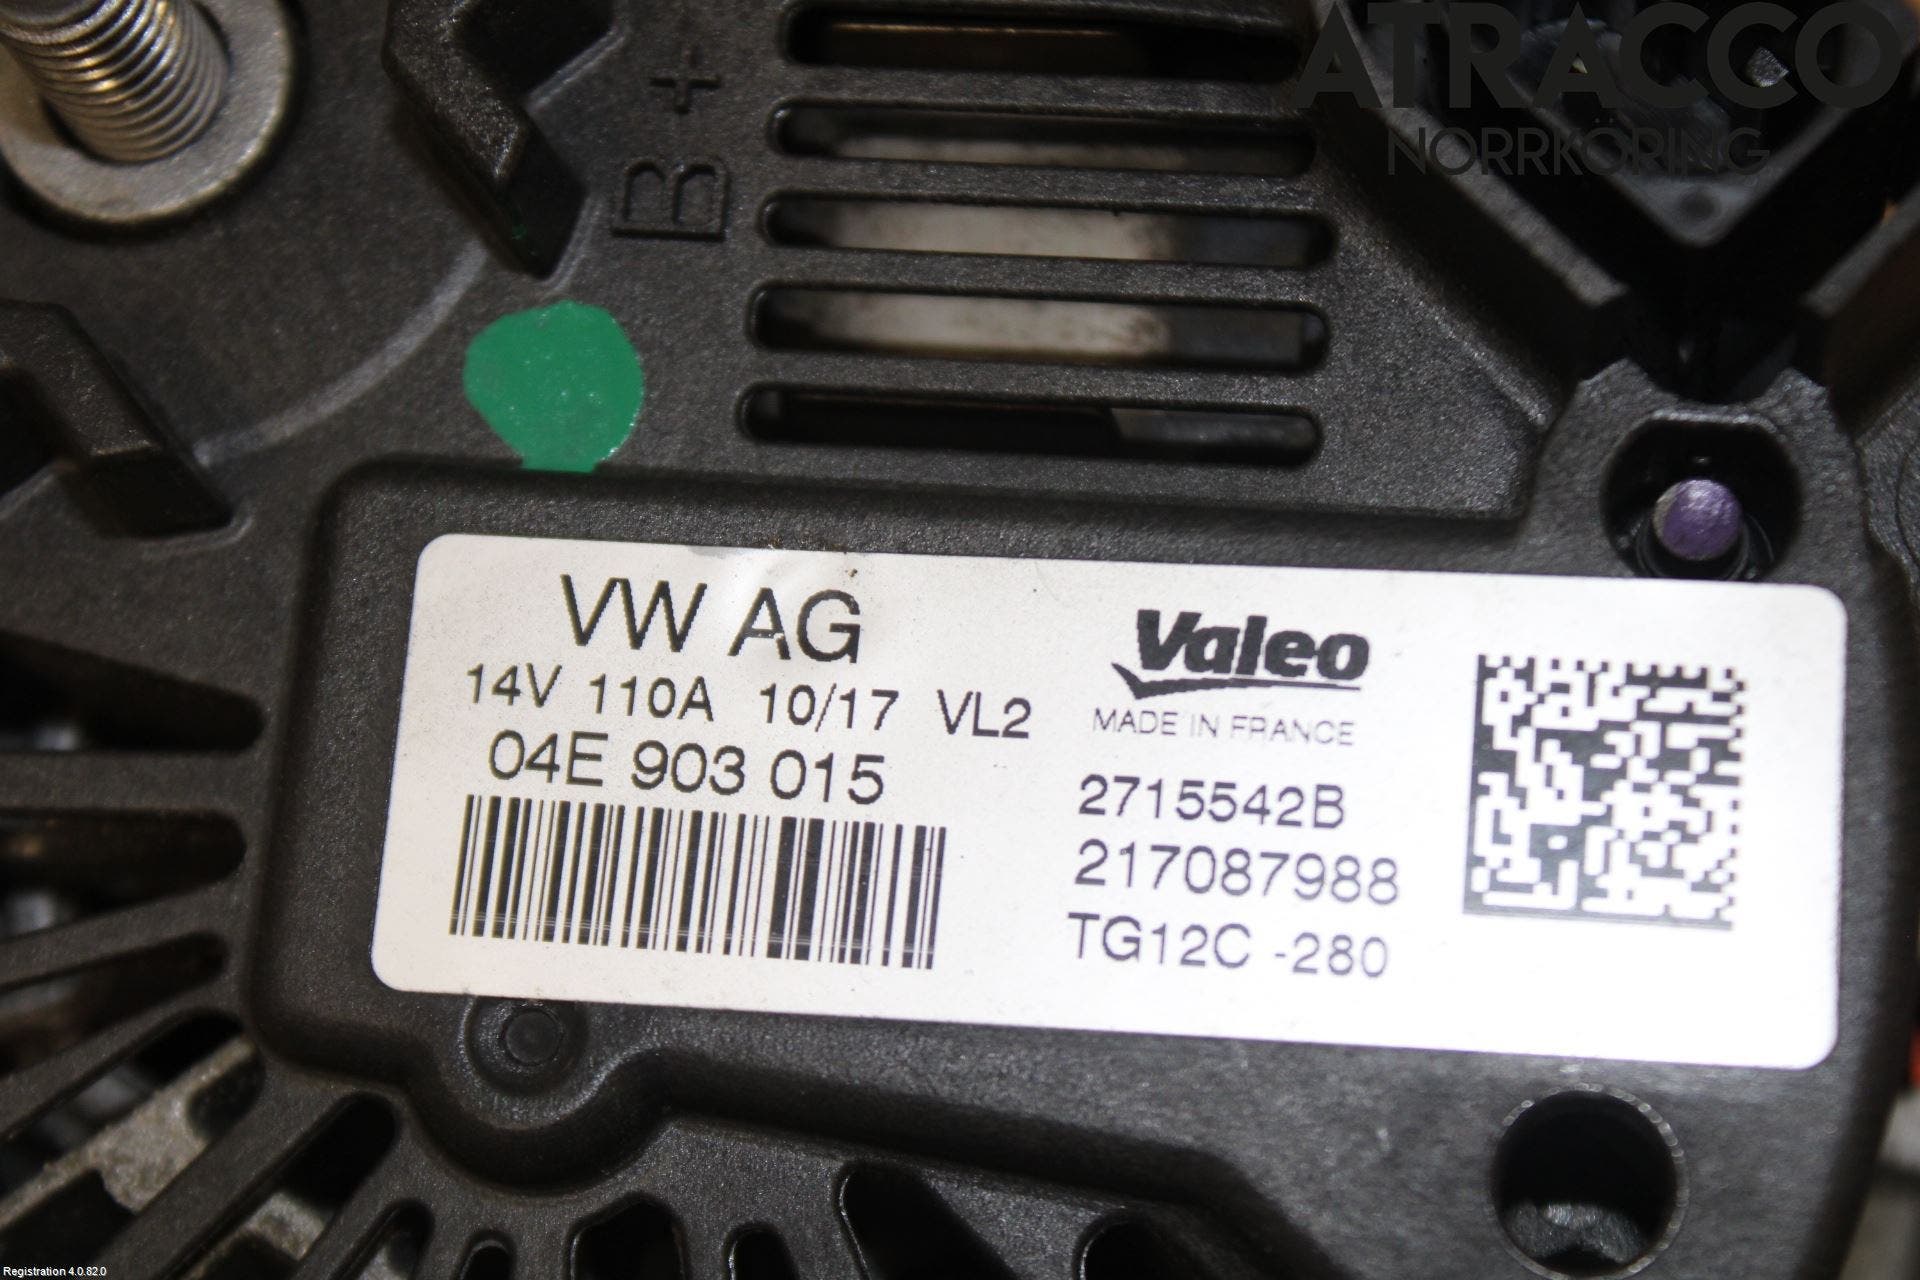 ATRACCO
NORRKÖPING
B+
VW AG
14V 110A 10/17 VL2
04E 903 015
Valeo
MADE IN FRANCE
2715542B
217087988
TG12C -280
Registration 4.0.82.0